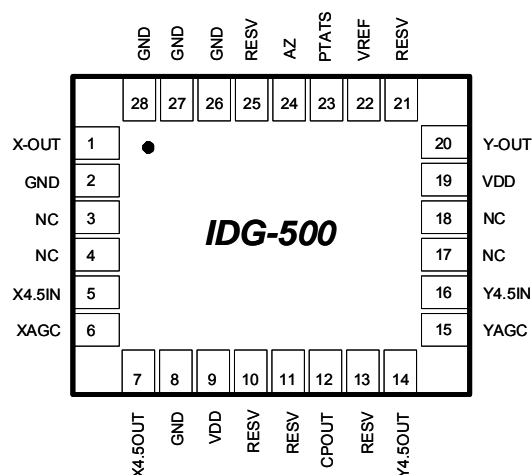 GND GND GND RESV AZ PTATS VREF RESV
28 27 26 25 24 23 22 21
X-OUT 1 20 Y-OUT
GND 2 19 VDD
NC 3 18 NC
IDG-500
NC 4 17 NC
X4.5IN 5 16 Y4.5IN
XAGC 6 15 YAGC
7 8 9 10 11 12 13 14
X4.5OUT GND VDD RESV RESV CPOUT RESV Y4.5OUT